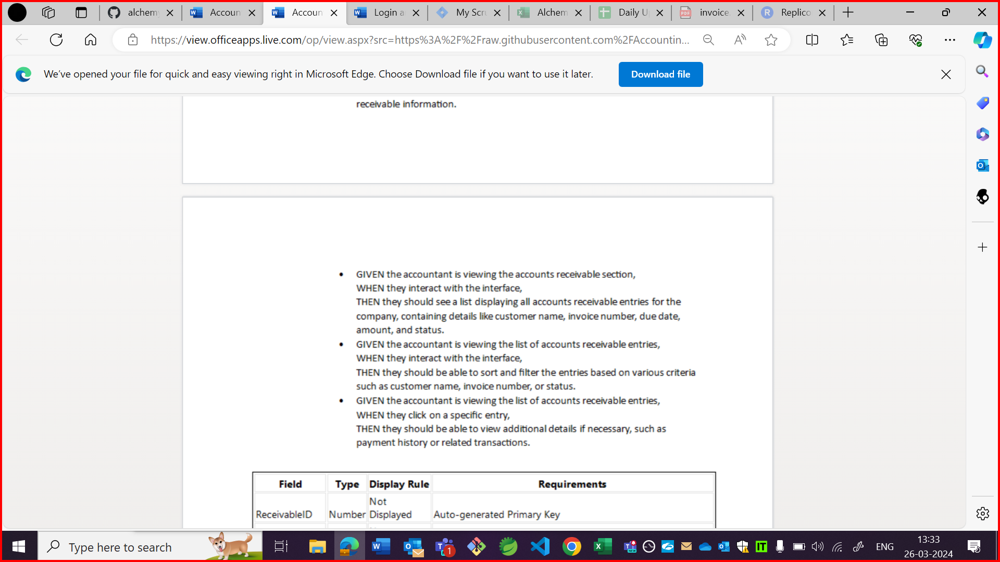 alchem
Accoun
Accoun
Login a
My Scr
Alchem
Daily U
invoice.
Replico
https://view.officeapps.live.com/op/view.aspx?src=https%3A%2F%2Fraw.githubusercontent.com%2FAccountin...
We've opened your file for quick and easy viewing right in Microsoft Edge. Choose Download file if you want to use it later.
Download file
receivable information.
• GIVEN the accountant is viewing the accounts receivable section,
WHEN they interact with the interface,
THEN they should see a list displaying all accounts receivable entries for the
company, containing details like customer name, invoice number, due date,
amount, and status.
• GIVEN the accountant is viewing the list of accounts receivable entries,
WHEN they interact with the interface,
THEN they should be able to sort and filter the entries based on various criteria
such as customer name, invoice number, or status.
• GIVEN the accountant is viewing the list of accounts receivable entries,
WHEN they click on a specific entry,
THEN they should be able to view additional details if necessary, such as
payment history or related transactions.
Field Type Display Rule Requirements
ReceivableID Number Not Displayed Auto-generated Primary Key
Type here to search
1
ENG
13:33
26-03-2024